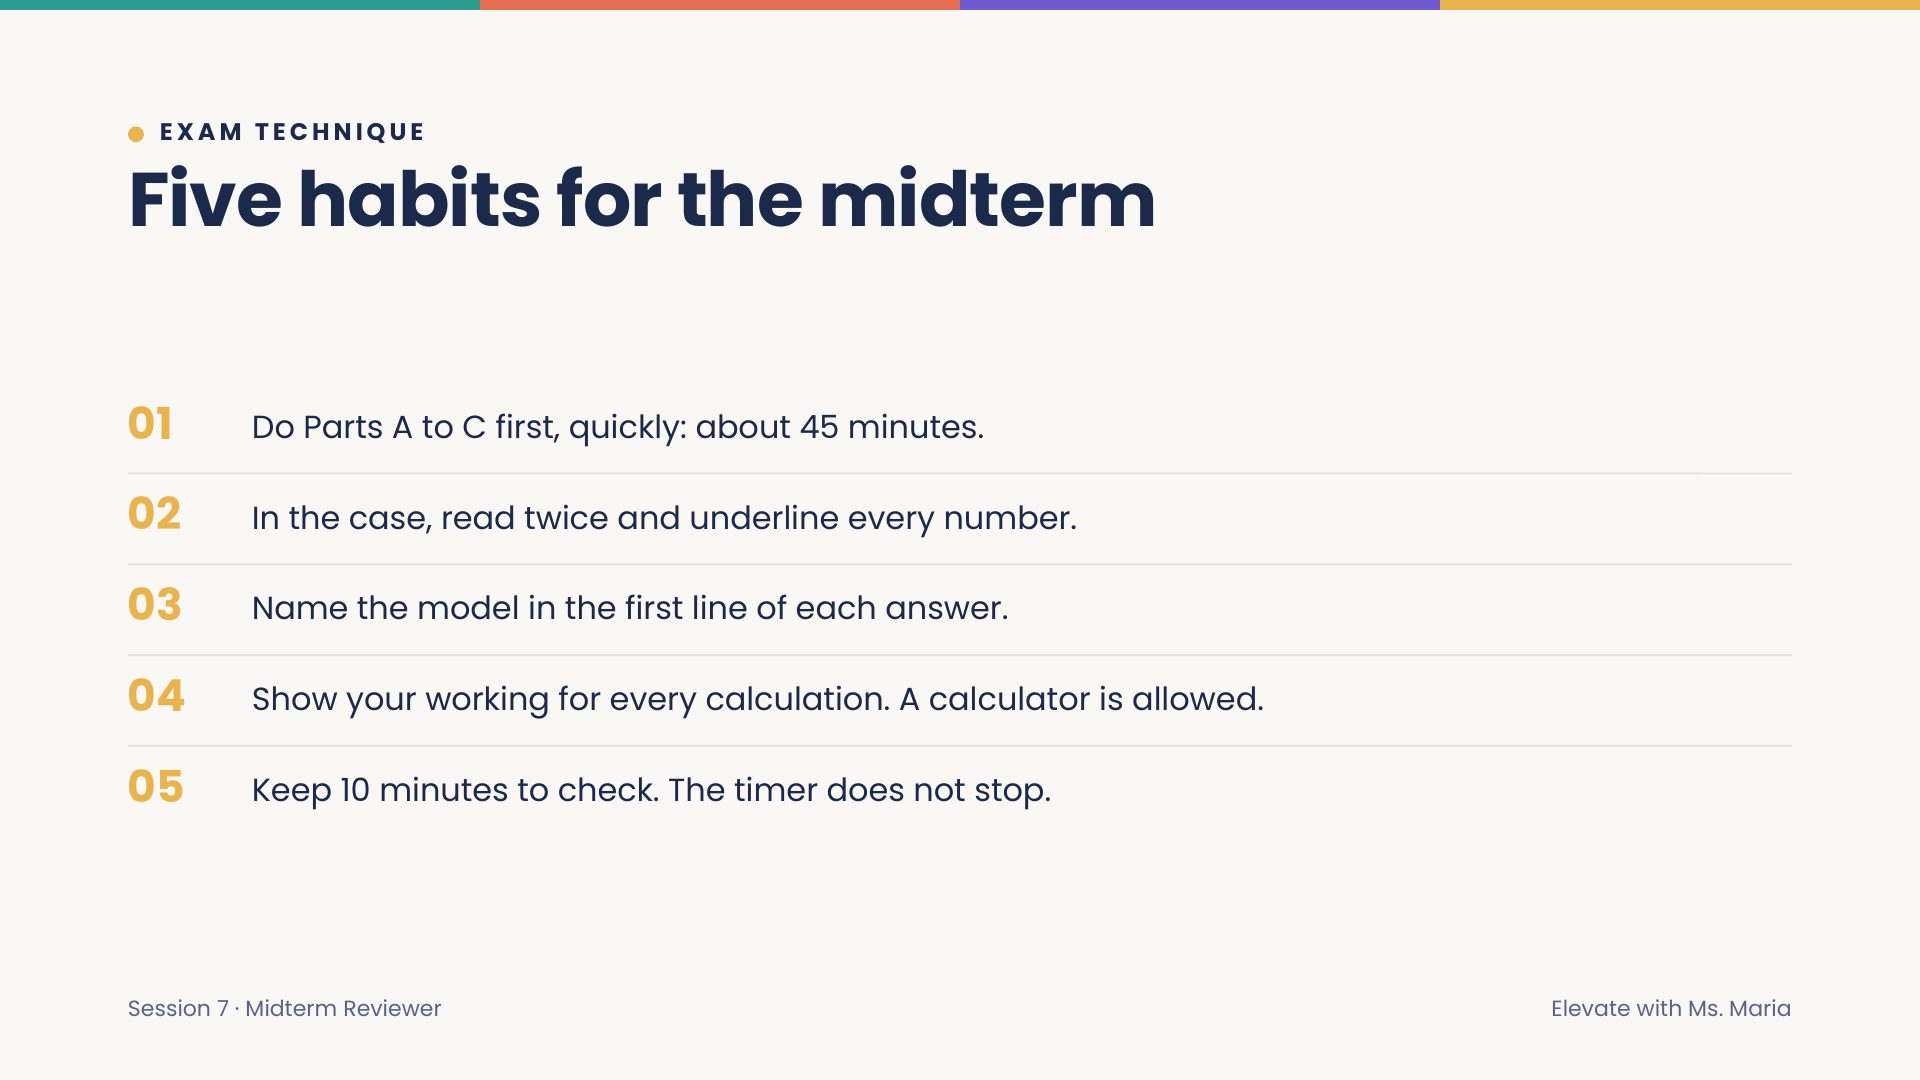 EXAM TECHNIQUE
Five habits for the midterm
01 Do Parts A to C first, quickly: about 45 minutes.
02 In the case, read twice and underline every number.
03 Name the model in the first line of each answer.
04 Show your working for every calculation. A calculator is allowed.
05 Keep 10 minutes to check. The timer does not stop.
Session 7 · Midterm Reviewer
Elevate with Ms. Maria